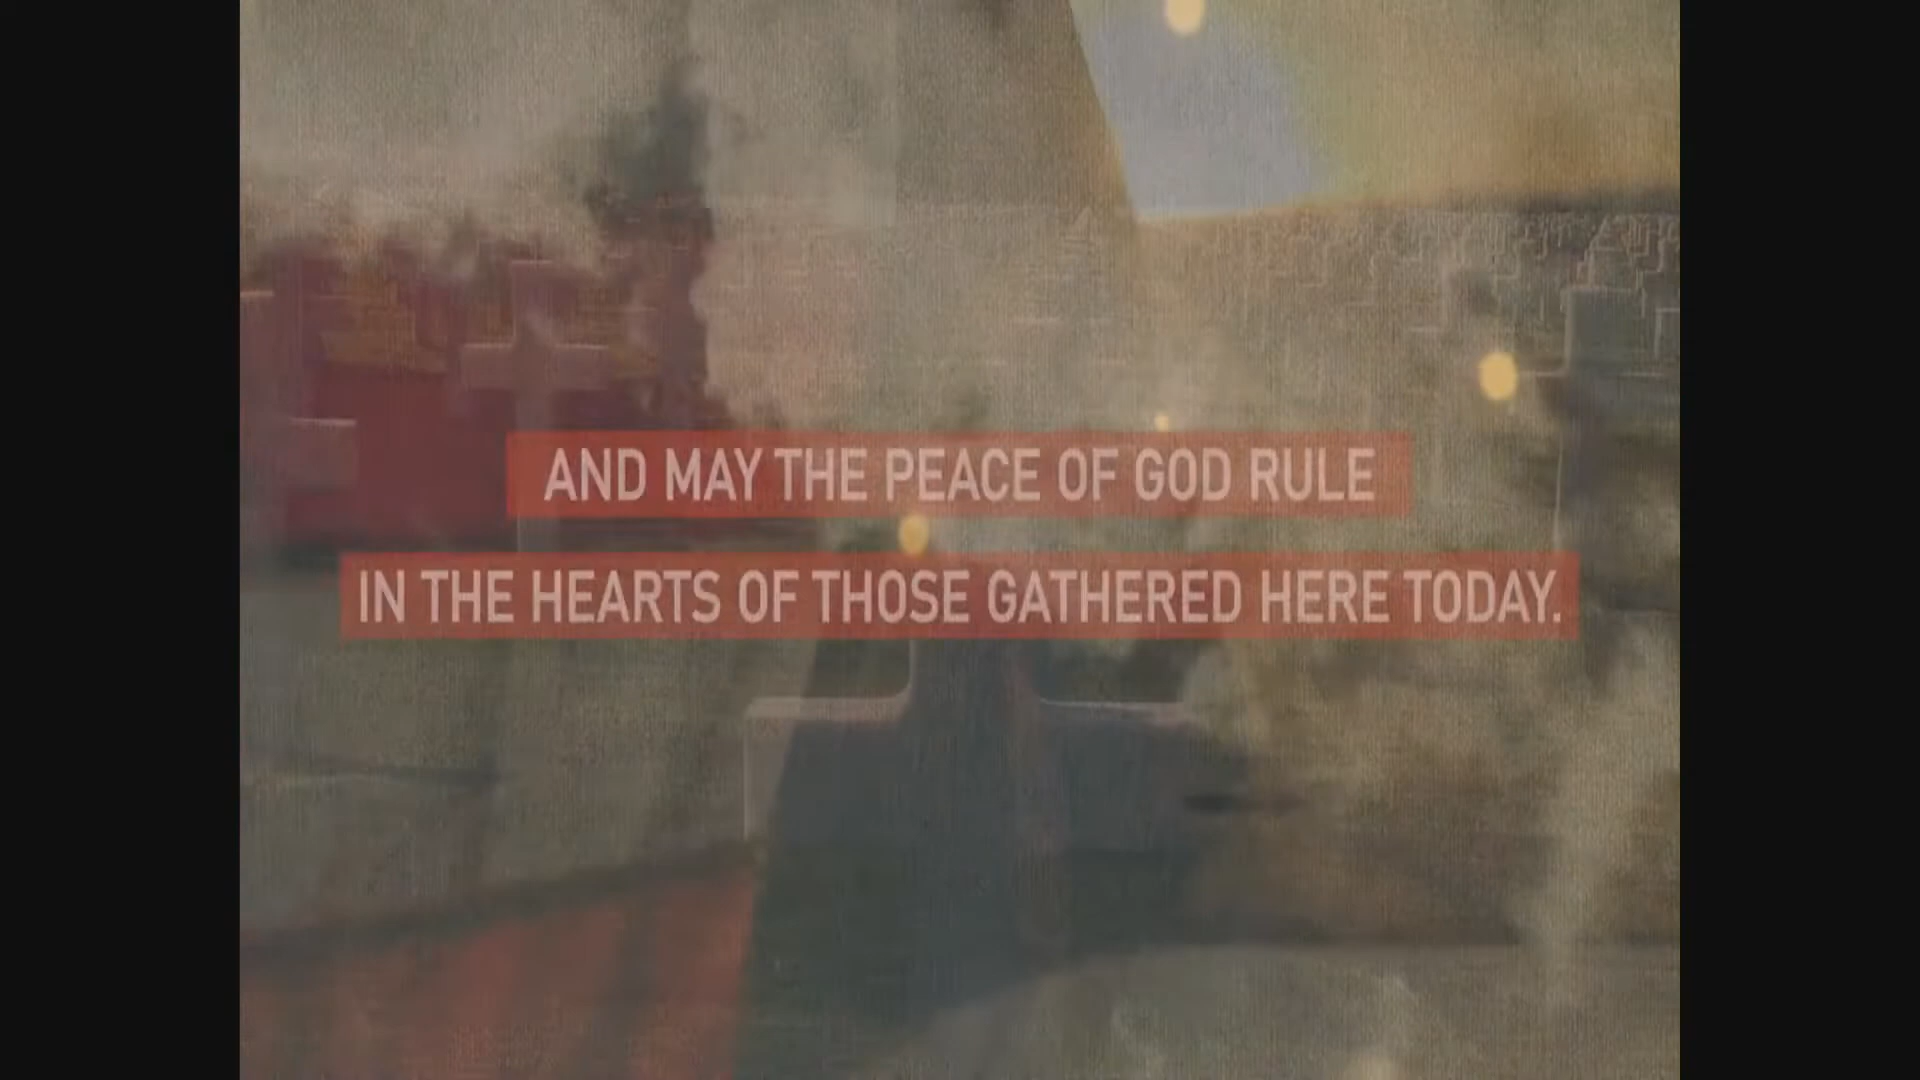 AND MAY THE PEACE OF GOD RULE
IN THE HEARTS OF THOSE GATHERED HERE TODAY.